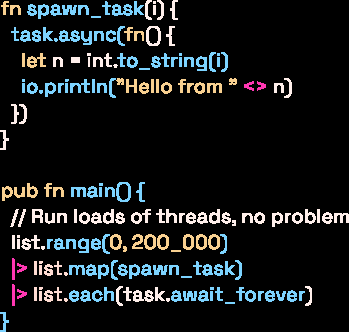 fn spawn_task(i) {
task.async(fn() {
let n = int.to_string(i)
io.println("Hello from " <> n)
})
}
pub fn main() {
// Run loads of threads, no problem
list.range(0, 200_000)
|> list.map(spawn_task)
|> list.each(task.await_forever)
}